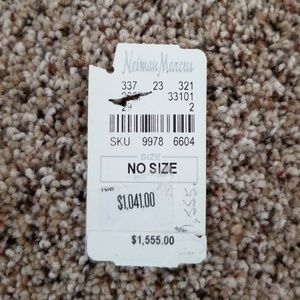 Neiman Marcus
337 23 321
33101
2
SKU 9978 6604
SIZE
NO SIZE
$1,041.00
$1,555.00